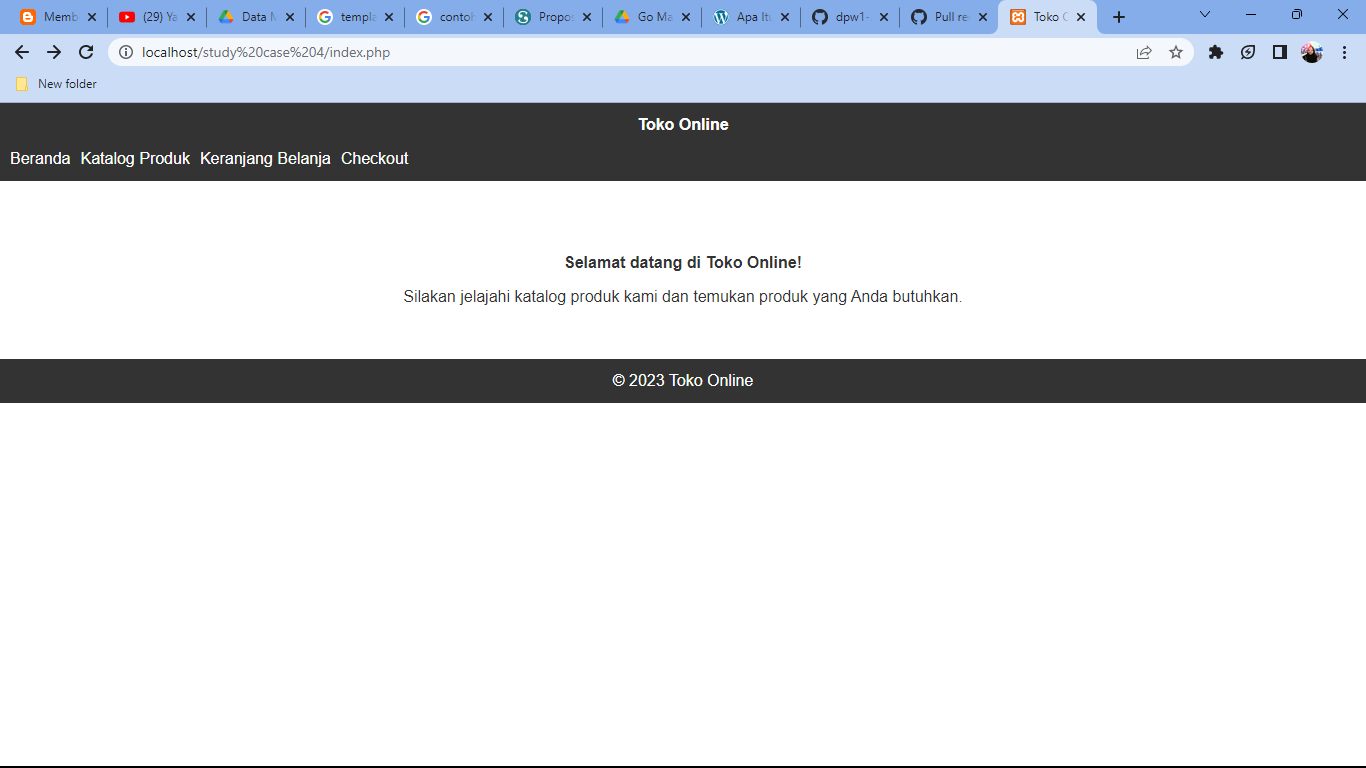 Memb
(29) Ya
Data M
templa
contoh
Propos
Go Ma
Apa Itu
dpw1-
Pull re
Toko O
localhost/study%20case%204/index.php
New folder
Toko Online
Beranda Katalog Produk Keranjang Belanja Checkout
Selamat datang di Toko Online!
Silakan jelajahi katalog produk kami dan temukan produk yang Anda butuhkan.
© 2023 Toko Online